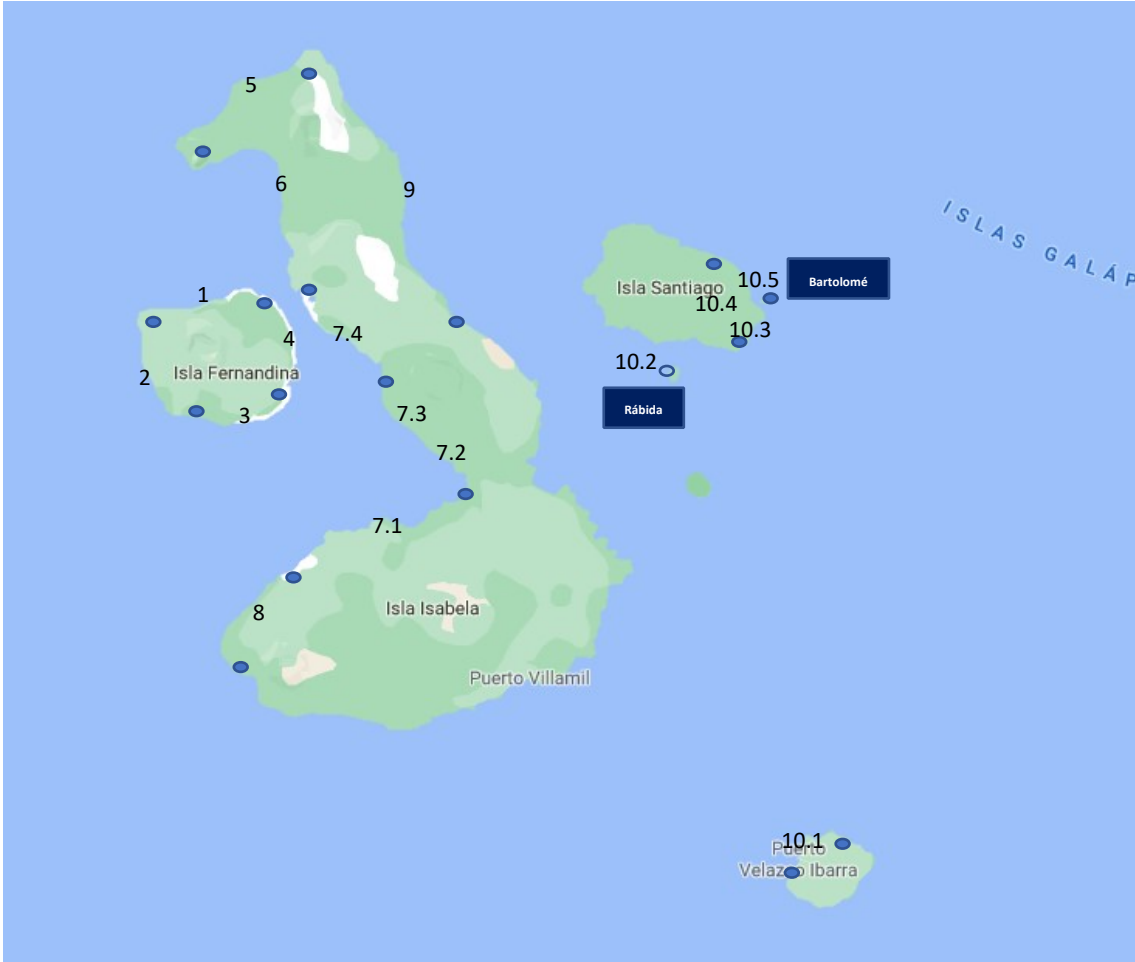 5
6
9
ISLAS GALÁP
1
10.5
Bartolomé
Isla Santiago
10.4
7.4
4
10.3
10.2
2
Isla Fernandina
3
7.3
Rábida
7.2
7.1
8
Isla Isabela
Puerto Villamil
10.1
Puerto
Velazco Ibarra